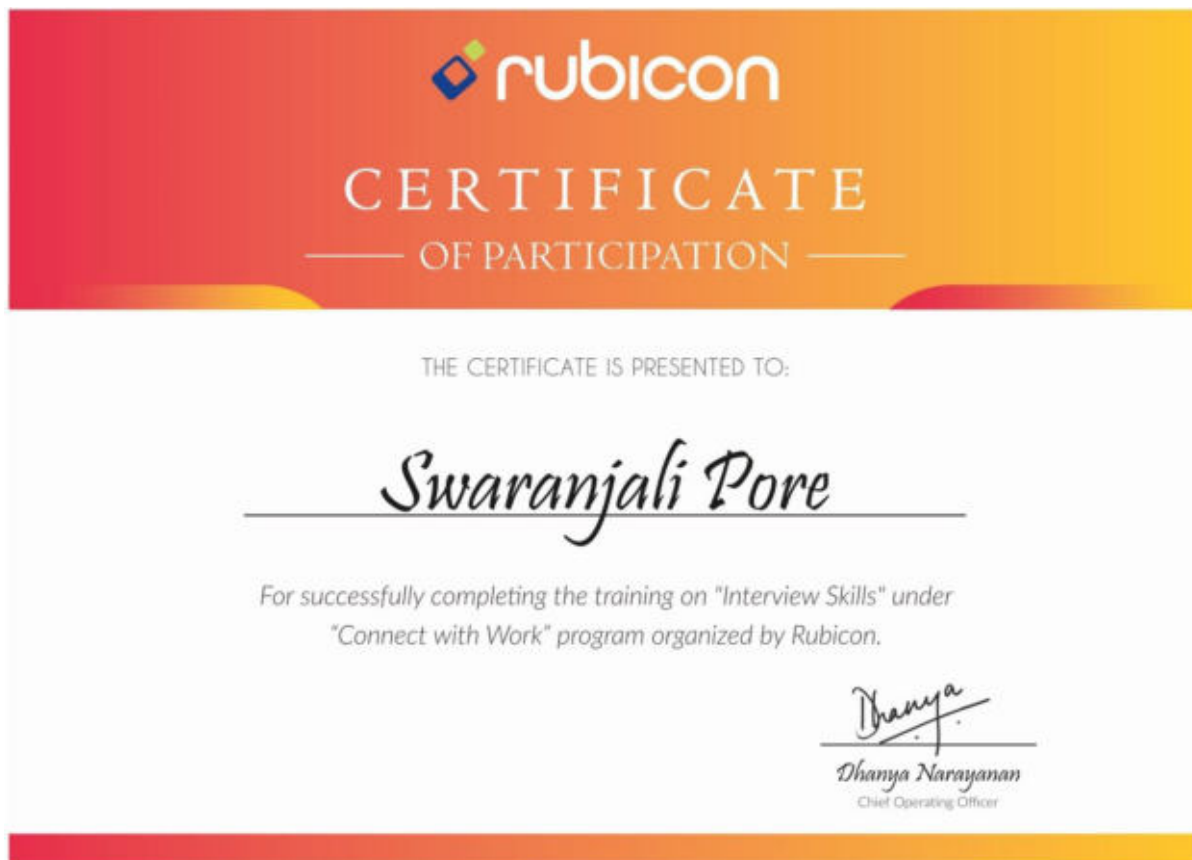 rubicon
CERTIFICATE
OF PARTICIPATION
THE CERTIFICATE IS PRESENTED TO:
Swaranjali Pore
For successfully completing the training on "Interview Skills" under
"Connect with Work" program organized by Rubicon.
Dhanya
Dhanya Narayanan
Chief Operating Officer